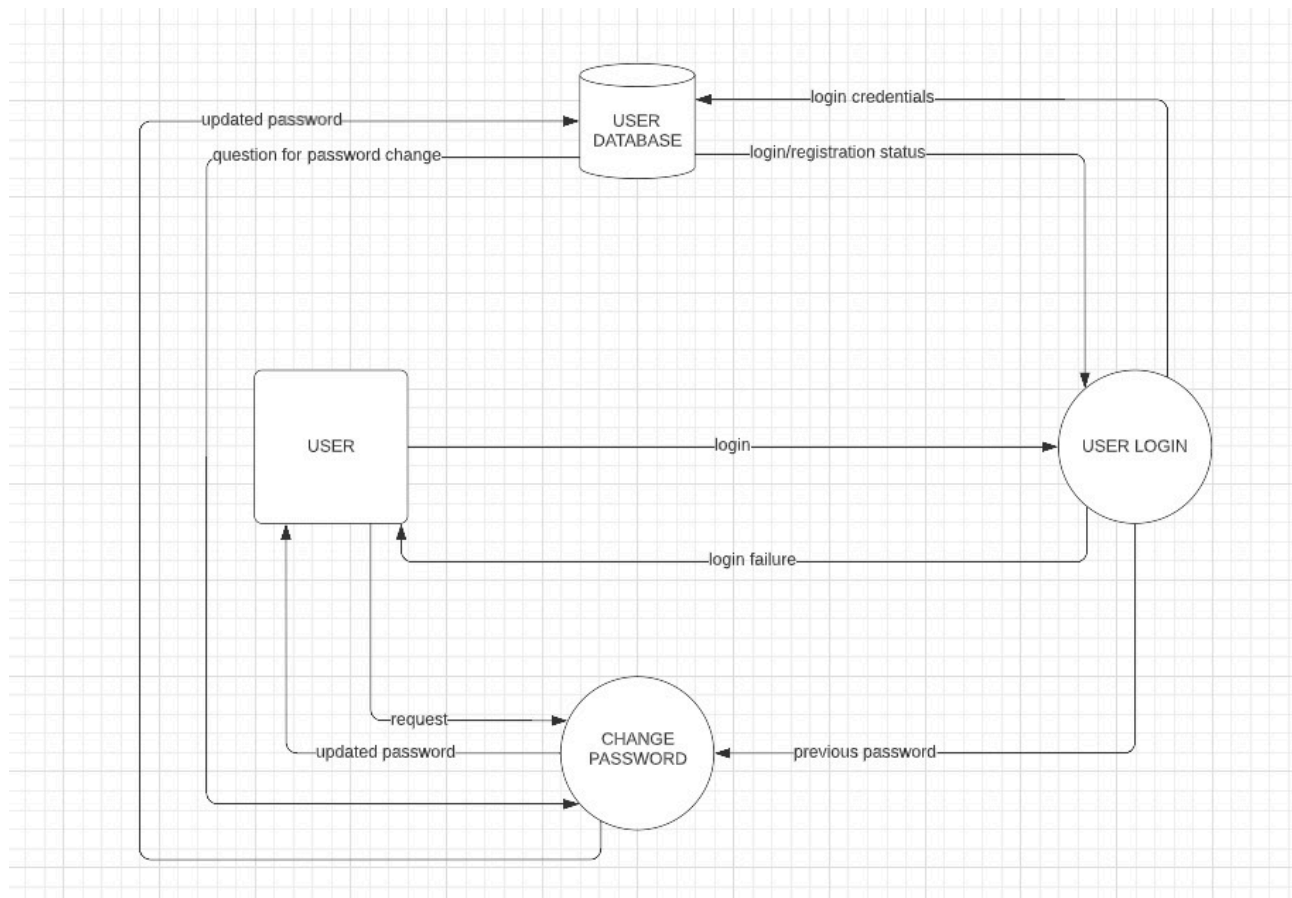 login credentials
updated password
USER
DATABASE
question for password change
login/registration status
USER
login
USER LOGIN
login failure
request
CHANGE
PASSWORD
updated password
previous password